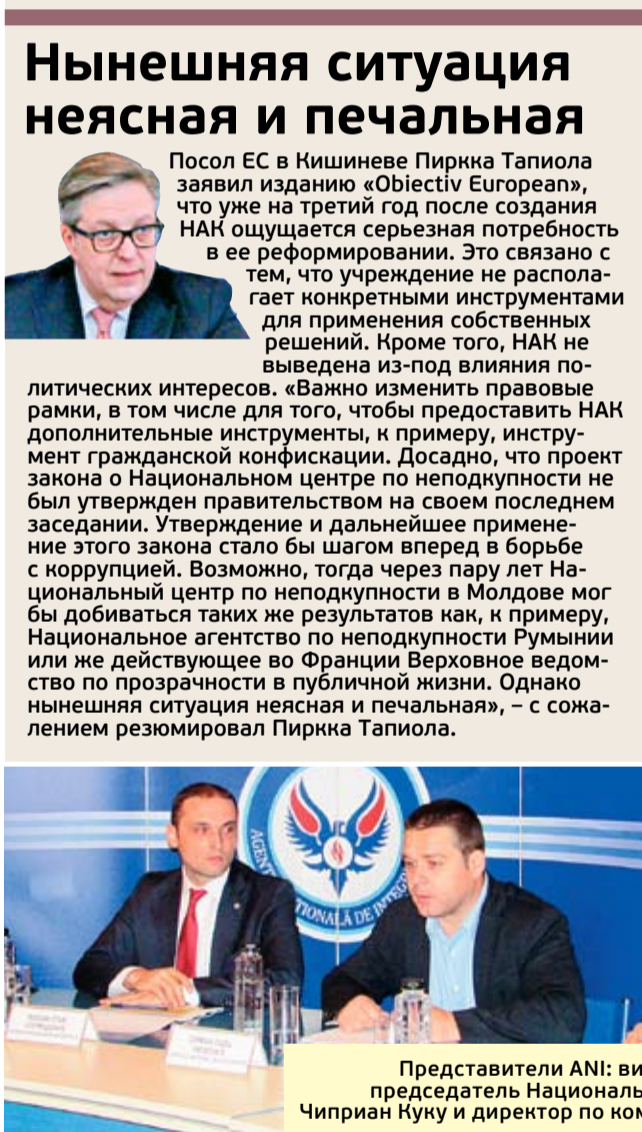 Нынешняя ситуация
неясная и печальная
Посол ЕС в Кишиневе Пиркка Тапиола
заявил изданию «Obiectiv European»,
что уже на третий год после создания
НАК ощущается серьезная потребность
в ее реформировании. Это связано с
тем, что учреждение не распола-
гает конкретными инструментами
для применения собственных
решений. Кроме того, НАК не
выведена из-под влияния по-
литических интересов. «Важно изменить правовые
рамки, в том числе для того, чтобы предоставить НАК
дополнительные инструменты, к примеру, инстру-
мент гражданской конфискации. Досадно, что проект
закона о Национальном центре по неподкупности не
был утвержден правительством на своем последнем
заседании. Утверждение и дальнейшее примене-
ние этого закона стало бы шагом вперед в борьбе
с коррупцией. Возможно, тогда через пару лет На-
циональный центр по неподкупности в Молдове мог
бы добиваться таких же результатов как, к примеру,
Национальное агентство по неподкупности Румынии
или же действующее во Франции Верховное ведом-
ство по прозрачности в публичной жизни. Однако
нынешняя ситуация неясная и печальная», – с сожа-
лением резюмировал Пиркка Тапиола.
AGEN ȚIONALĂ DE INTEG
Представители ANI: ви
председатель Националь
Чиприан Куку и директор по ком